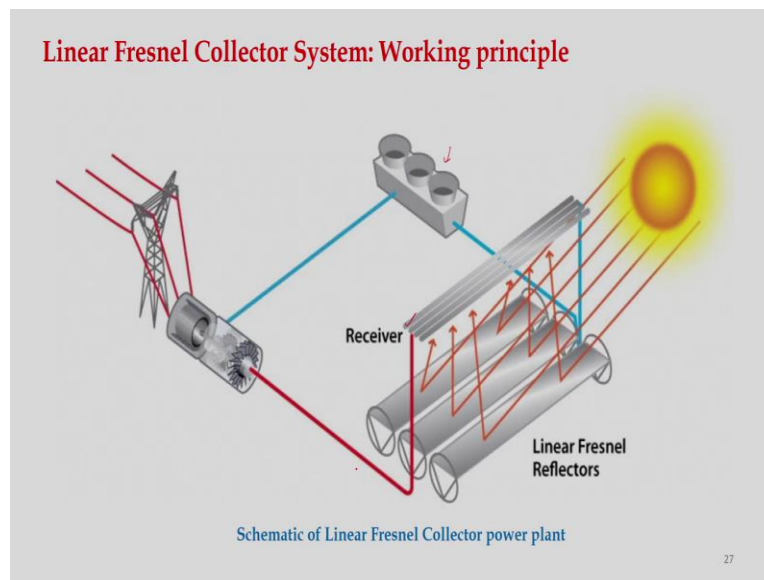 Linear Fresnel Collector System: Working principle
Receiver
Linear Fresnel
Reflectors
Schematic of Linear Fresnel Collector power plant
27